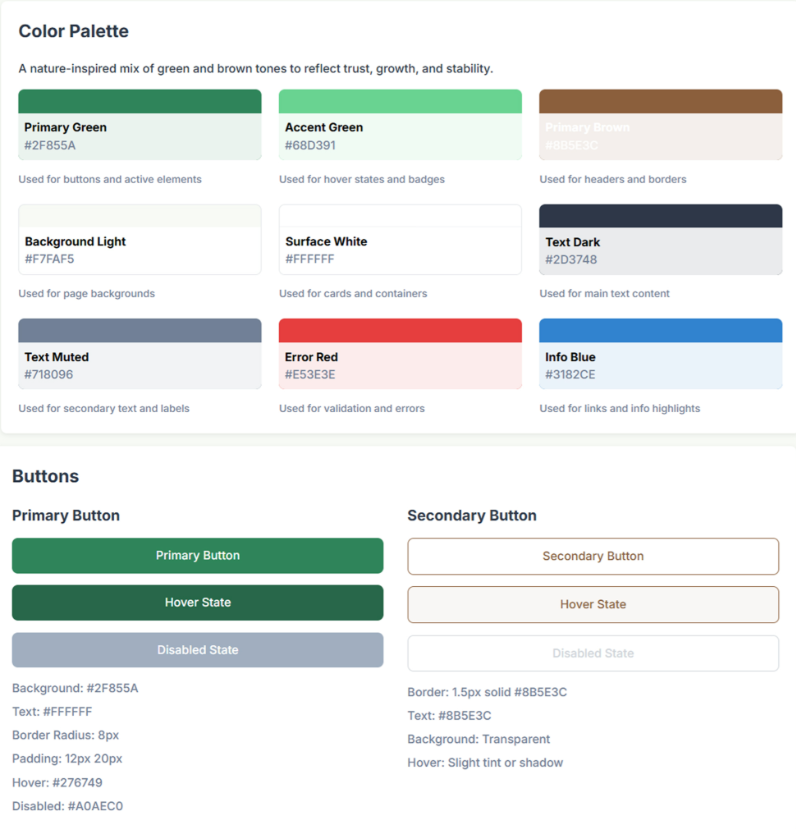 Color Palette
A nature-inspired mix of green and brown tones to reflect trust, growth, and stability.
Primary Green
#2F855A
Used for buttons and active elements
Accent Green
#68D391
Used for hover states and badges
Primary Brown
#8B5E3C
Used for headers and borders
Background Light
#F7FAF5
Used for page backgrounds
Surface White
#FFFFFF
Used for cards and containers
Text Dark
#2D3748
Used for main text content
Text Muted
#718096
Used for secondary text and labels
Error Red
#E53E3E
Used for validation and errors
Info Blue
#3182CE
Used for links and info highlights
Buttons
Primary Button
Primary Button
Hover State
Disabled State
Background: #2F855A
Text: #FFFFFF
Border Radius: 8px
Padding: 12px 20px
Hover: #276749
Disabled: #A0AEC0
Secondary Button
Secondary Button
Hover State
Disabled State
Border: 1.5px solid #8B5E3C
Text: #8B5E3C
Background: Transparent
Hover: Slight tint or shadow